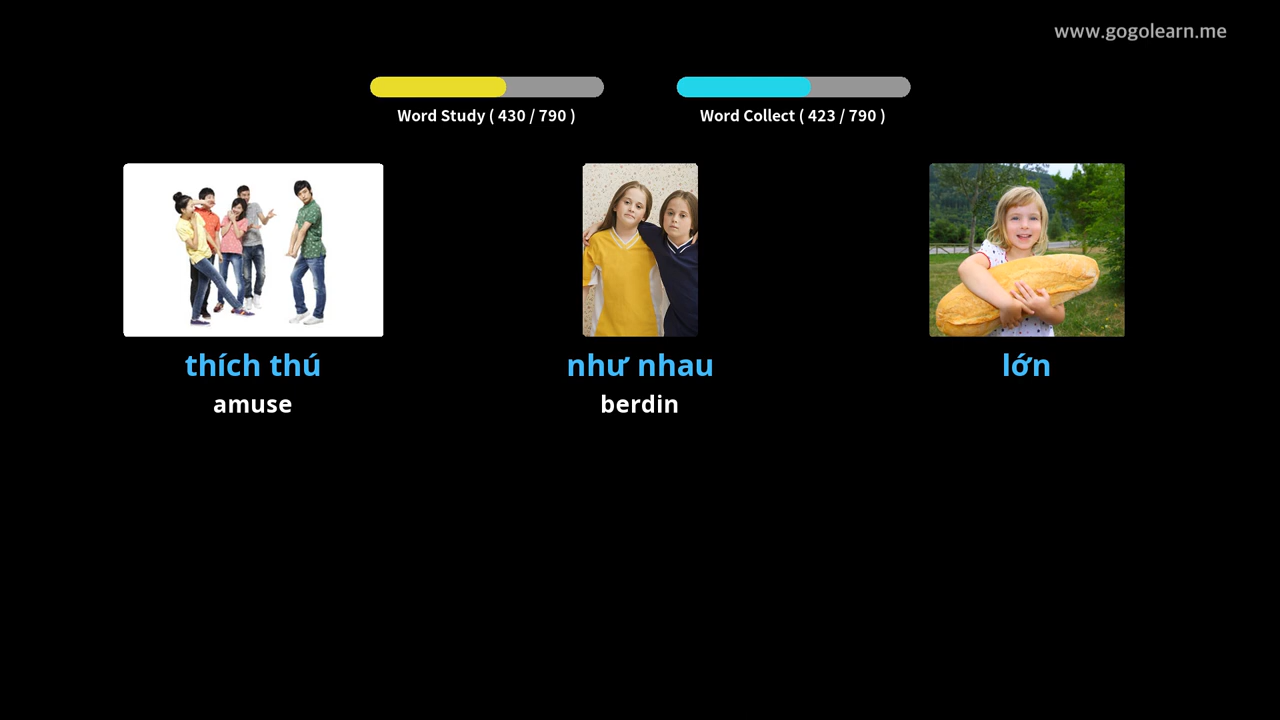 www.gogolearn.me
Word Study ( 430 / 790 )
Word Collect ( 423 / 790 )
thích thú
amuse
như nhau
berdin
lớn